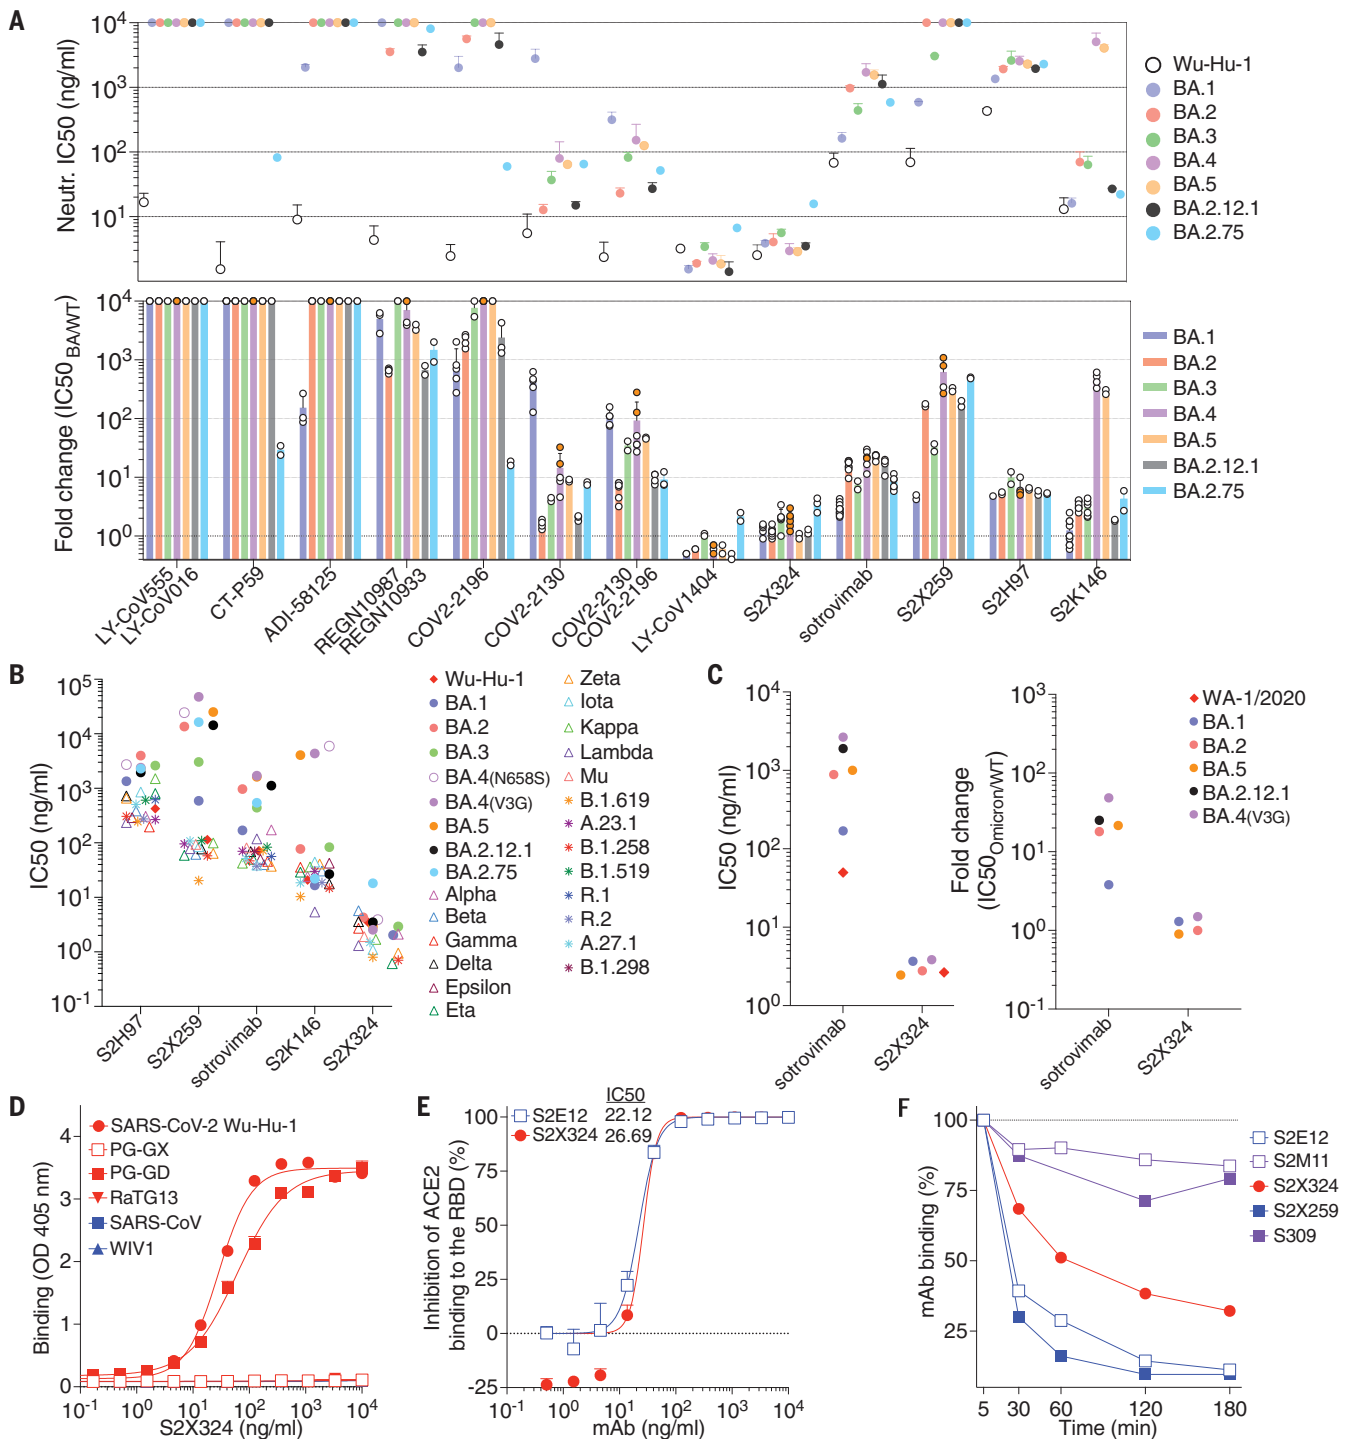 A
Neutr. IC50 (ng/ml)
10^4
10^3
10^2
10^1
Wu-Hu-1
BA.1
BA.2
BA.3
BA.4
BA.5
BA.2.12.1
BA.2.75
Fold change (IC50BA/WT)
10^4
10^3
10^2
10^1
10^0
BA.1
BA.2
BA.3
BA.4
BA.5
BA.2.12.1
BA.2.75
LY-CoV555
LY-CoV016
CT-P59
ADI-58125
REGN10987
REGN10933
COV2-2196
COV2-2130
COV2-2130
COV2-2196
LY-CoV1404
S2X324
sotrovimab
S2X259
S2H97
S2K146
B
IC50 (ng/ml)
10^5
10^4
10^3
10^2
10^1
10^0
10^-1
S2H97
S2X259
sotrovimab
S2K146
S2X324
Wu-Hu-1
BA.1
BA.2
BA.3
BA.4(N658S)
BA.4(V3G)
BA.5
BA.2.12.1
BA.2.75
Alpha
Beta
Gamma
Delta
Epsilon
Eta
Zeta
Iota
Kappa
Lambda
Mu
B.1.619
A.23.1
B.1.258
B.1.519
R.1
R.2
A.27.1
B.1.298
C
IC50 (ng/ml)
10^4
10^3
10^2
10^1
10^0
sotrovimab
S2X324
Fold change
(IC50Omicron/WT)
10^3
10^2
10^1
10^0
10^-1
sotrovimab
S2X324
WA-1/2020
BA.1
BA.2
BA.5
BA.2.12.1
BA.4(V3G)
D
Binding (OD 405 nm)
4
3
2
1
0
SARS-CoV-2 Wu-Hu-1
PG-GX
PG-GD
RaTG13
SARS-CoV
WIV1
10^-1 10^0 10^1 10^2 10^3 10^4
S2X324 (ng/ml)
E
Inhibition of ACE2
binding to the RBD (%)
100
75
50
25
0
-25
IC50
S2E12 22.12
S2X324 26.69
10^-1 10^0 10^1 10^2 10^3 10^4
mAb (ng/ml)
F
mAb binding (%)
100
75
50
25
5 30 60 120 180
Time (min)
S2E12
S2M11
S2X324
S2X259
S309